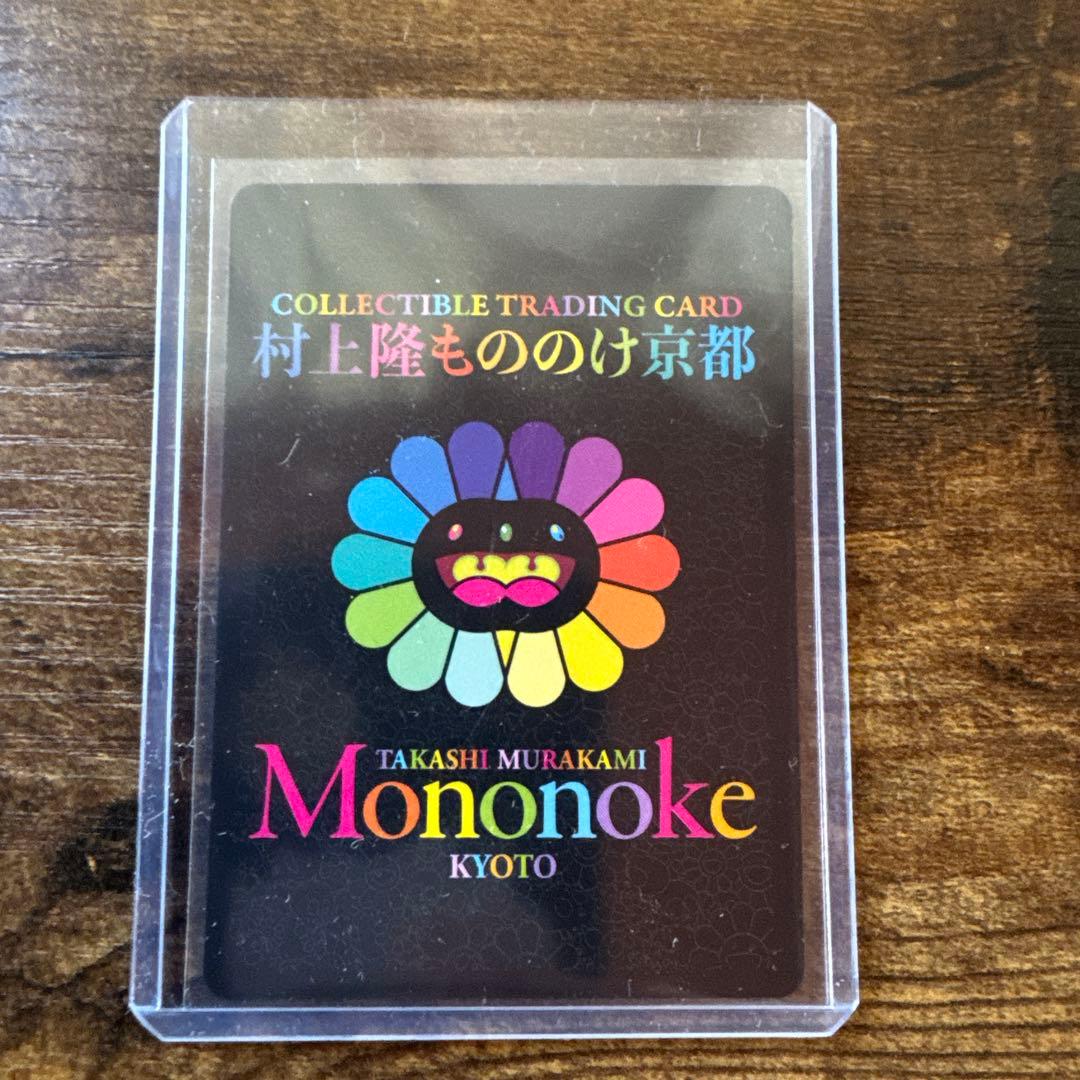 COLLECTIBLE TRADING CARD
村上隆もののけ京都
TAKASHI MURAKAMI
Mononoke
KYOTO